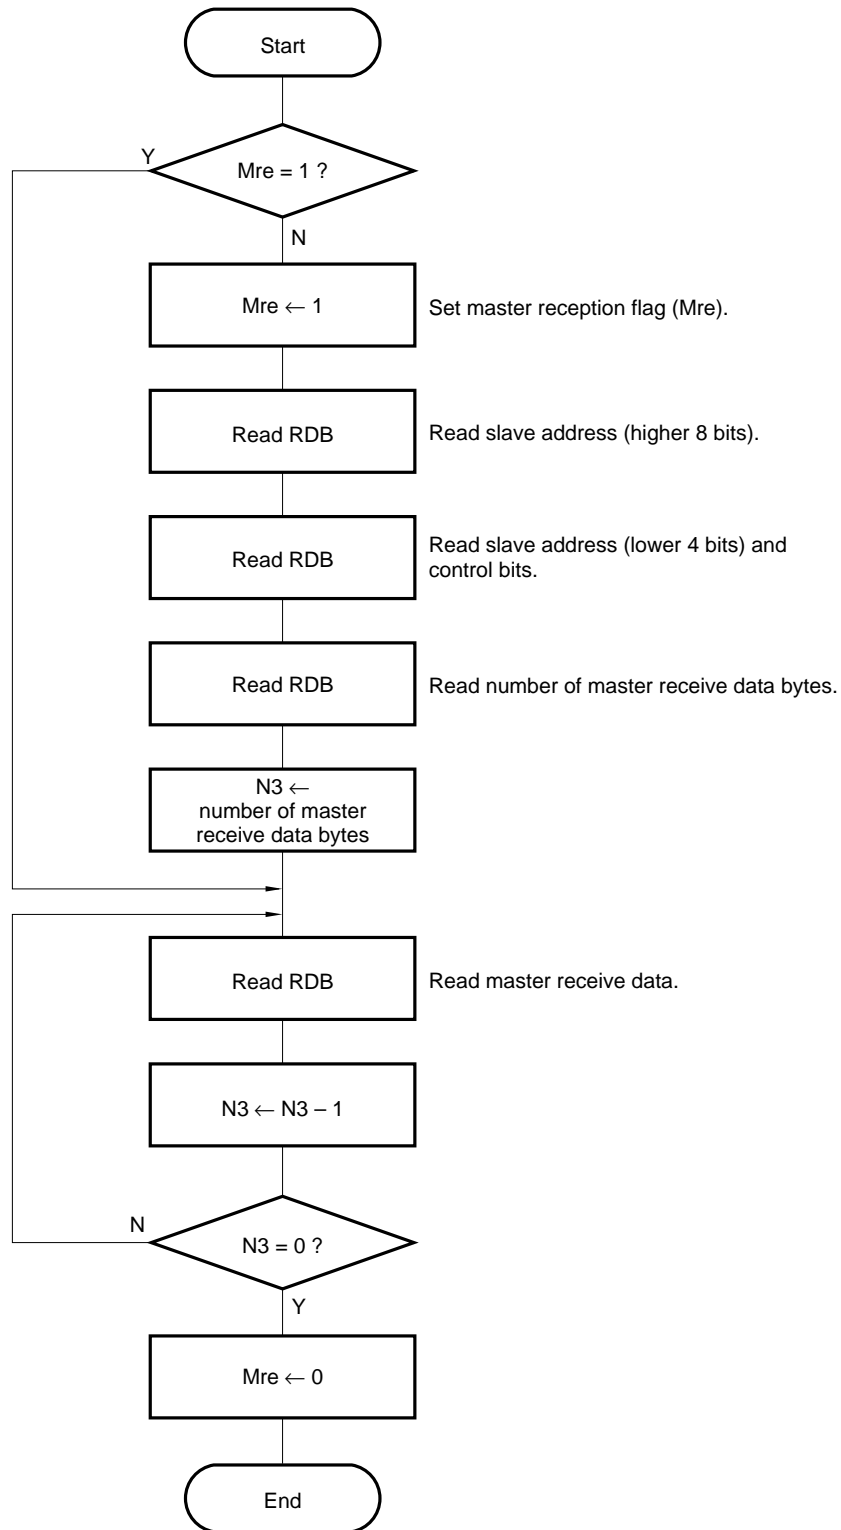 Start
Y
Mre = 1 ?
N
Mre ← 1
Set master reception flag (Mre).
Read RDB
Read slave address (higher 8 bits).
Read RDB
Read slave address (lower 4 bits) and
control bits.
Read RDB
Read number of master receive data bytes.
N3 ←
number of master
receive data bytes
Read RDB
Read master receive data.
N3 ← N3 – 1
N
N3 = 0 ?
Y
Mre ← 0
End